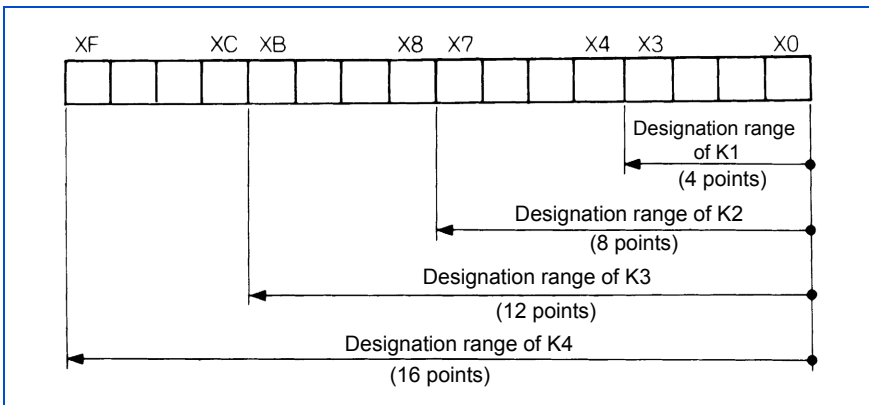 XF XC XB X8 X7 X4 X3 X0
Designation range
of K1
(4 points)
Designation range of K2
(8 points)
Designation range of K3
(12 points)
Designation range of K4
(16 points)